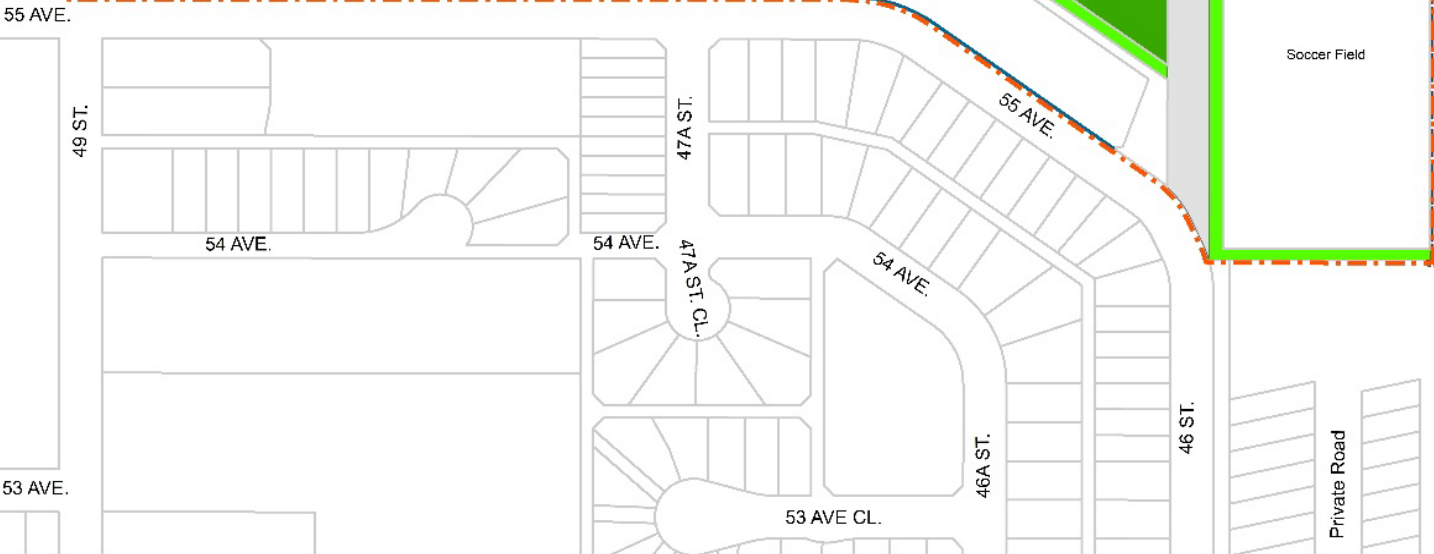 55 AVE.
Soccer Field
49 ST.
47A ST.
55 AVE.
54 AVE.
54 AVE.
47A ST. CL.
54 AVE.
46 ST.
46A ST.
Private Road
53 AVE.
53 AVE CL.